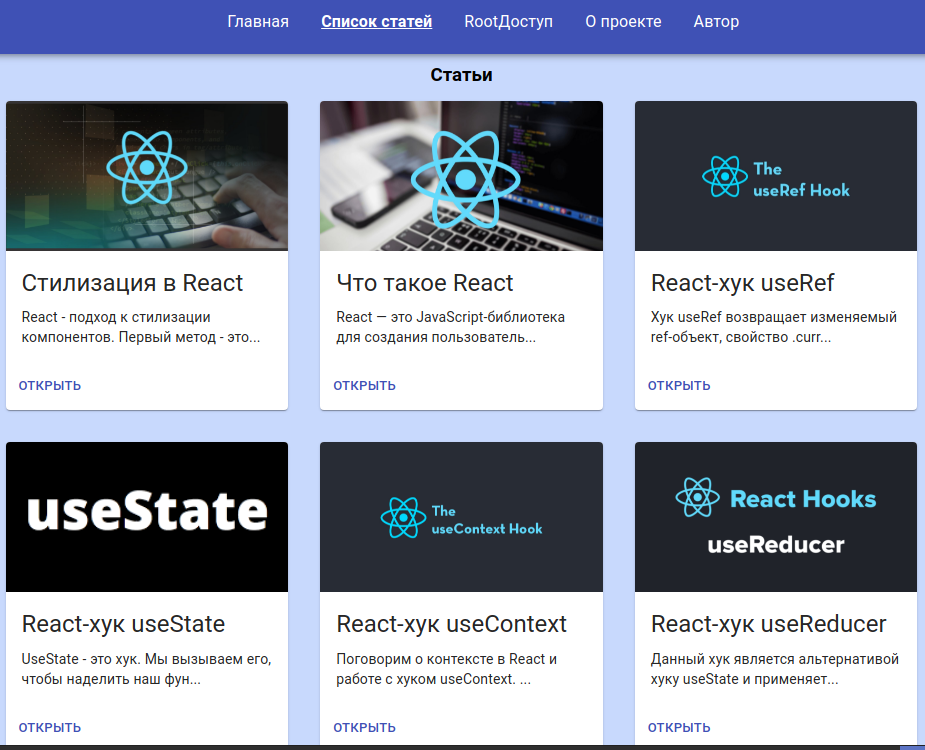 Главная Список статей RootДоступ О проекте Автор
Статьи
The
useRef Hook
Стилизация в React
React - подход к стилизации
компонентов. Первый метод - это...
ОТКРЫТЬ
Что такое React
React — это JavaScript-библиотека
для создания пользователь...
ОТКРЫТЬ
React-хук useRef
Хук useRef возвращает изменяемый
ref-объект, свойство .curr...
ОТКРЫТЬ
useState
The
useContext Hook
React Hooks
useReducer
React-хук useState
UseState - это хук. Мы вызываем его,
чтобы наделить наш фун...
ОТКРЫТЬ
React-хук useContext
Поговорим о контексте в React и
работе с хуком useContext. ...
ОТКРЫТЬ
React-хук useReducer
Данный хук является альтернативой
хуку useState и применяет...
ОТКРЫТЬ